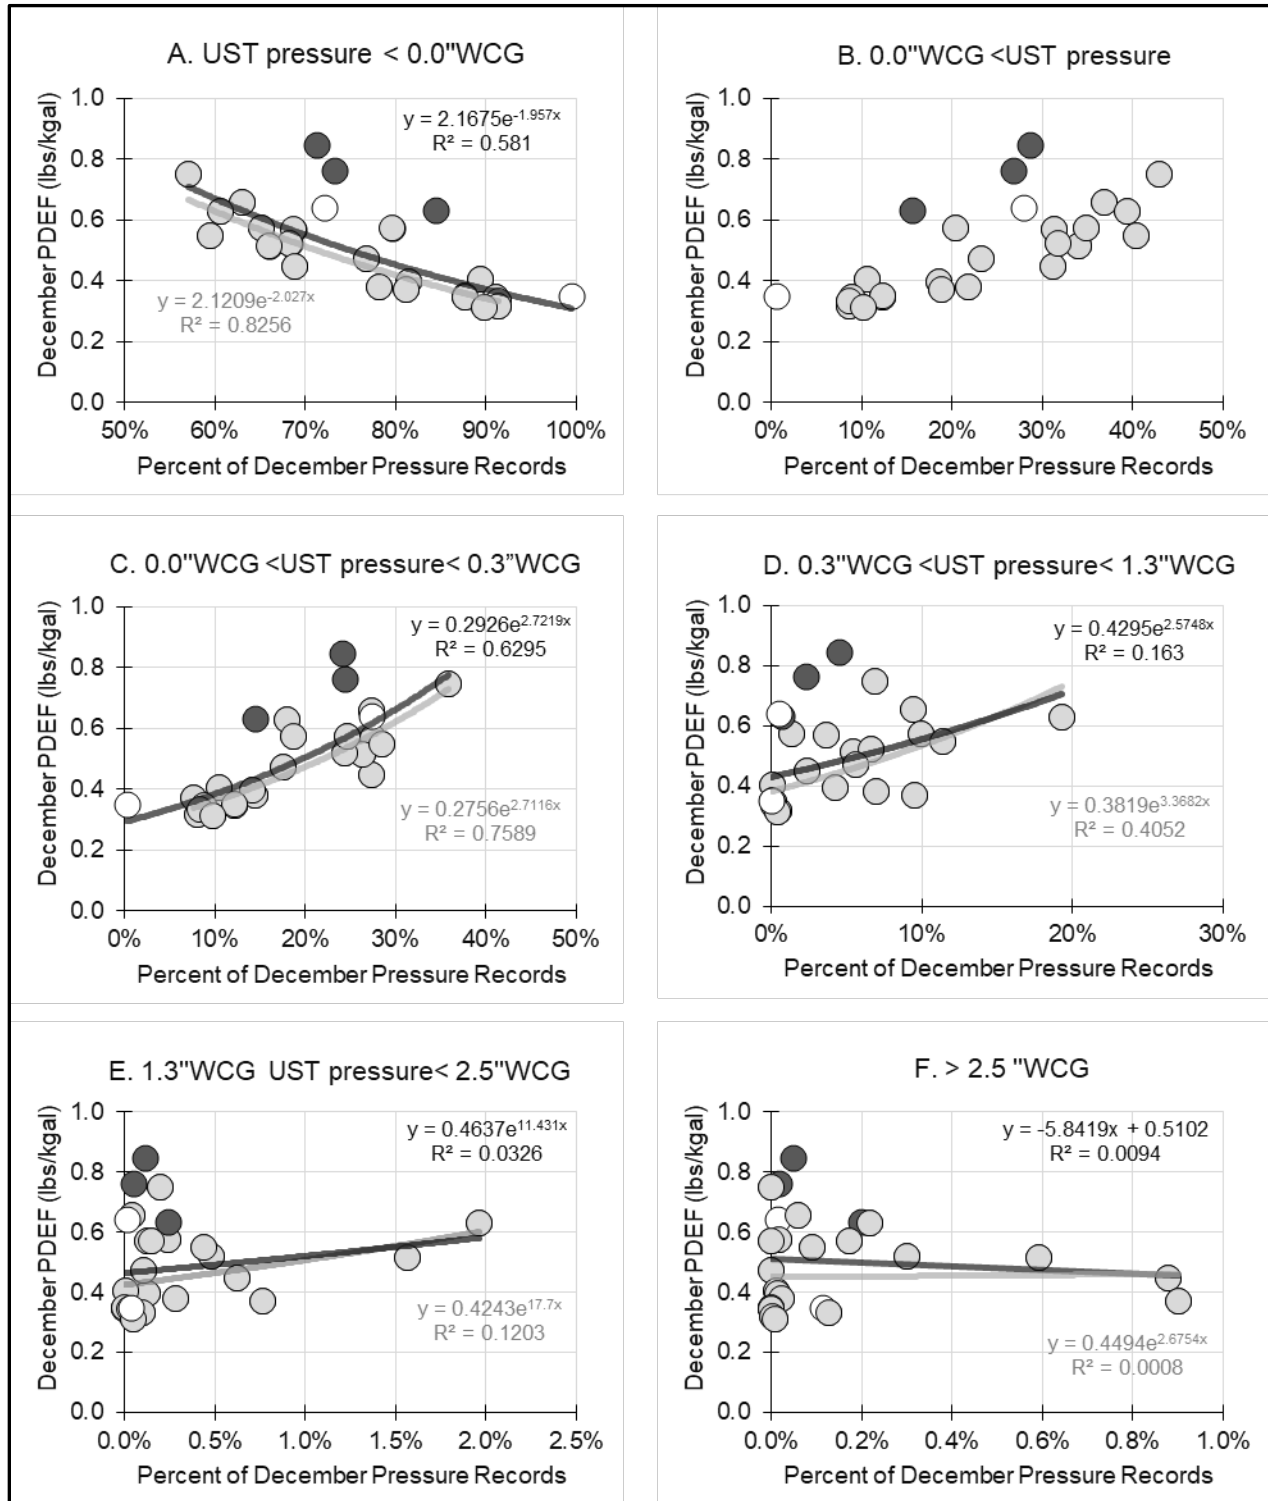 A. UST pressure < 0.0"WCG
December PDEF (lbs/kgal)
1.0
0.8
0.6
0.4
0.2
0.0
y = 2.1675e-1.957x
R² = 0.581
y = 2.1209e-2.027x
R² = 0.8256
50% 60% 70% 80% 90% 100%
Percent of December Pressure Records
B. 0.0"WCG <UST pressure
December PDEF (lbs/kgal)
1.0
0.8
0.6
0.4
0.2
0.0
0% 10% 20% 30% 40% 50%
Percent of December Pressure Records
C. 0.0"WCG <UST pressure< 0.3”WCG
December PDEF (lbs/kgal)
1.0
0.8
0.6
0.4
0.2
0.0
y = 0.2926e2.7219x
R² = 0.6295
y = 0.2756e2.7116x
R² = 0.7589
0% 10% 20% 30% 40% 50%
Percent of December Pressure Records
D. 0.3"WCG <UST pressure< 1.3"WCG
December PDEF (lbs/kgal)
1.0
0.8
0.6
0.4
0.2
0.0
y = 0.4295e2.5748x
R² = 0.163
y = 0.3819e3.3682x
R² = 0.4052
0% 10% 20% 30%
Percent of December Pressure Records
E. 1.3"WCG UST pressure< 2.5"WCG
December PDEF (lbs/kgal)
1.0
0.8
0.6
0.4
0.2
0.0
y = 0.4637e11.431x
R² = 0.0326
y = 0.4243e17.7x
R² = 0.1203
0.0% 0.5% 1.0% 1.5% 2.0% 2.5%
Percent of December Pressure Records
F. > 2.5 "WCG
December PDEF (lbs/kgal)
1.0
0.8
0.6
0.4
0.2
0.0
y = -5.8419x + 0.5102
R² = 0.0094
y = 0.4494e2.6754x
R² = 0.0008
0.0% 0.2% 0.4% 0.6% 0.8% 1.0%
Percent of December Pressure Records